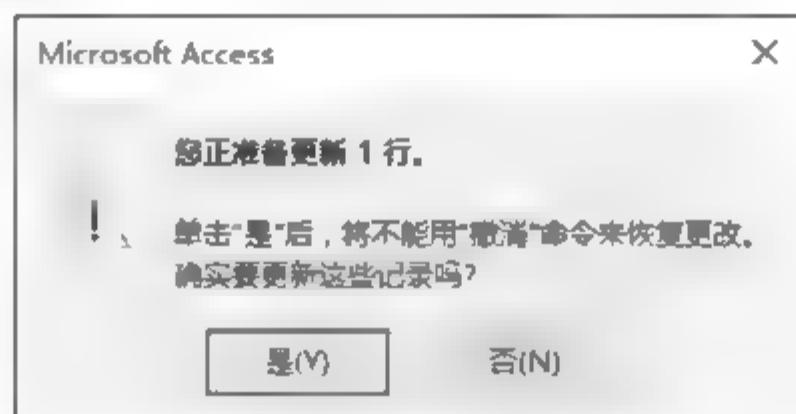 Microsoft Access
您正准备更新 1 行。
单击"是"后，将不能用"撤消"命令来恢复更改。
确实要更新这些记录吗?
是(Y)
否(N)